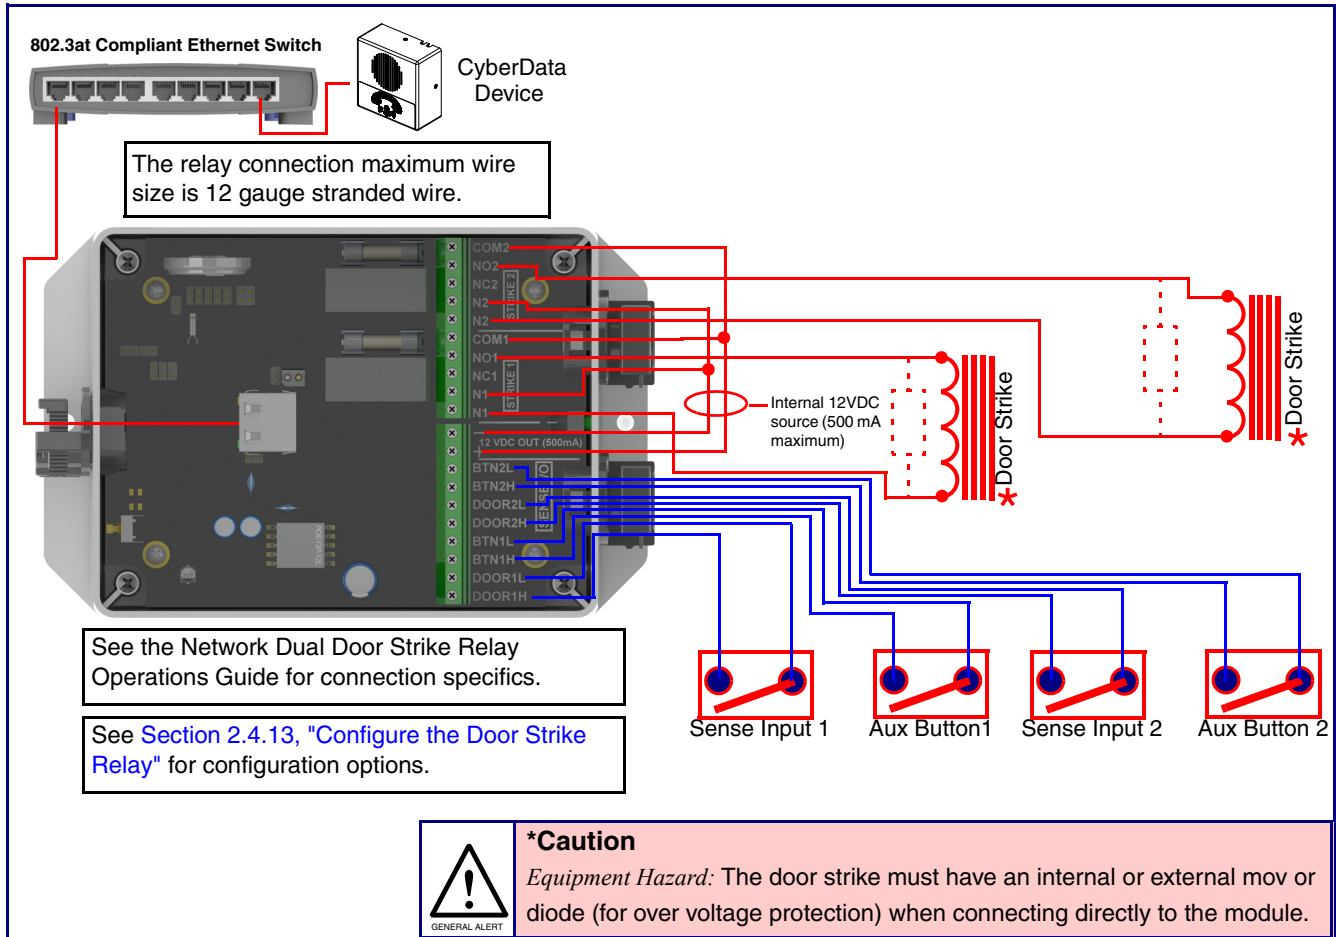 802.3at Compliant Ethernet Switch
CyberData
Device
The relay connection maximum wire
size is 12 gauge stranded wire.
COM2
NO2
NC2
N2
N2
STRIKE 2
COM1
NO1
NC1
N1
N1
STRIKE 1
12 VDC OUT (500mA)
+
BTN2L
BTN2H
DOOR2L
DOOR2H
BTN1L
BTN1H
DOOR1L
DOOR1H
Internal 12VDC
source (500 mA
maximum)
*Door Strike
*Door Strike
Sense Input 1
Aux Button1
Sense Input 2
Aux Button 2
See the Network Dual Door Strike Relay
Operations Guide for connection specifics.
See Section 2.4.13, "Configure the Door Strike
Relay" for configuration options.
GENERAL ALERT
*Caution
Equipment Hazard: The door strike must have an internal or external mov or
diode (for over voltage protection) when connecting directly to the module.